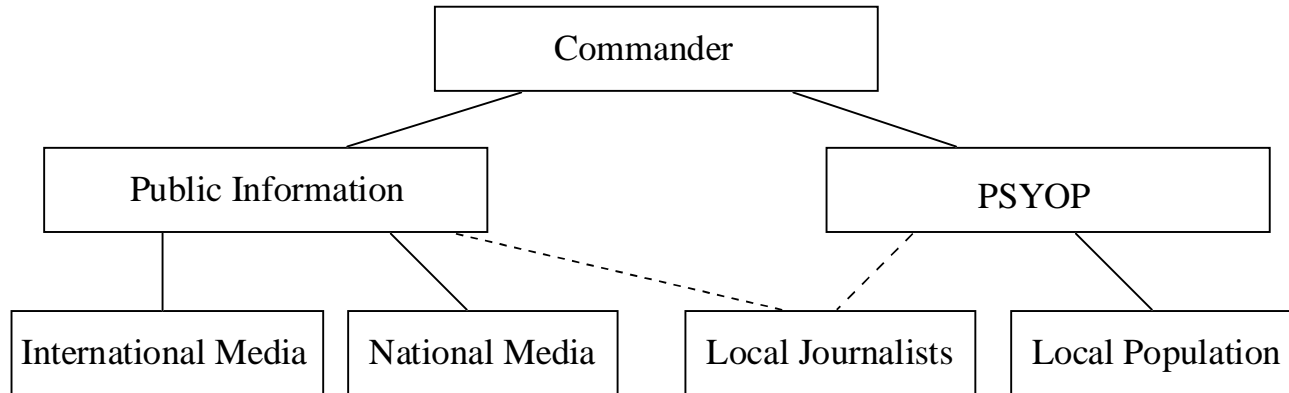 Commander
Public Information
PSYOP
International Media
National Media
Local Journalists
Local Population